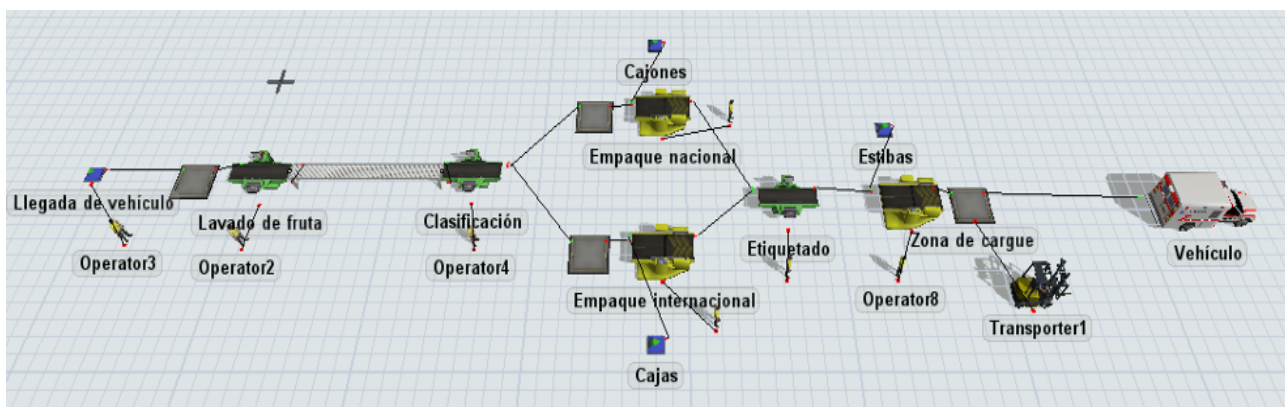 Cajones
Empaque nacional
Estibas
Llegada de vehículo
Lavado de fruta
Clasificación
Etiquetado
Zona de cargue
Vehículo
Operator3
Operator2
Operator4
Empaque internacional
Operator8
Transporter1
Cajas